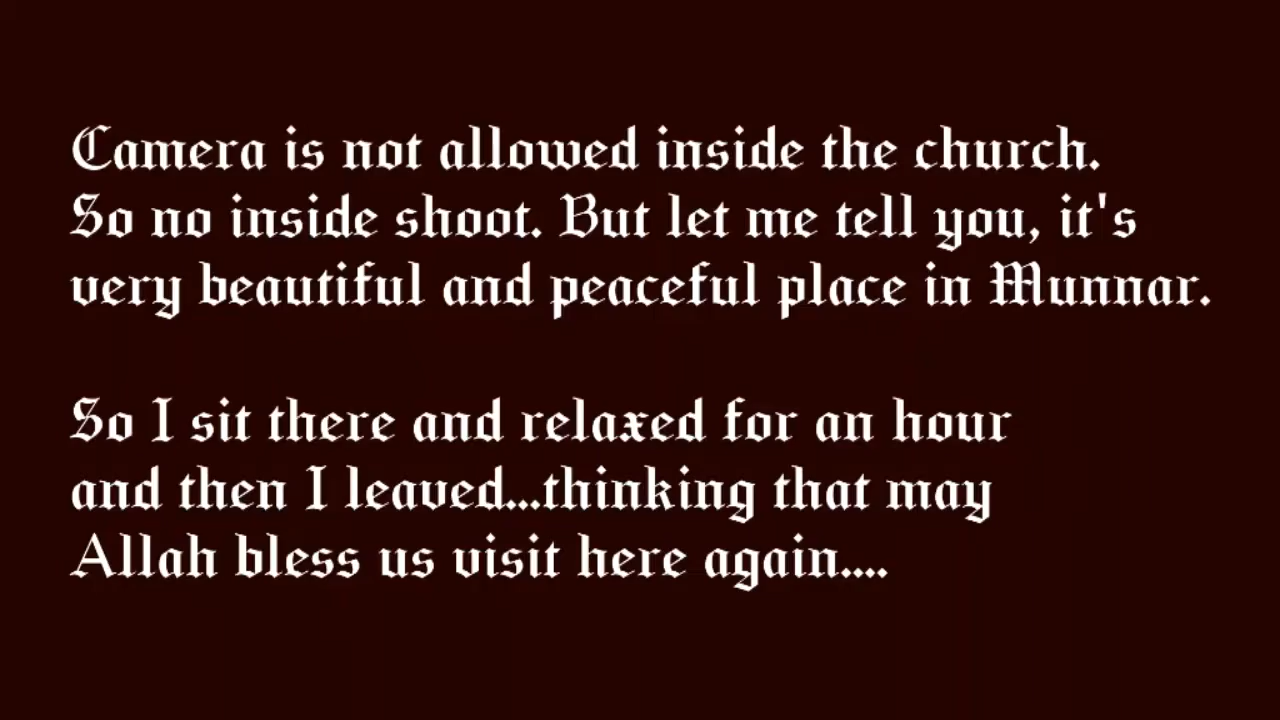 Camera is not allowed inside the church.
So no inside shoot. But let me tell you, it's
very beautiful and peaceful place in Munnar.
So I sit there and relaxed for an hour
and then I leaved...thinking that may
Allah bless us visit here again....